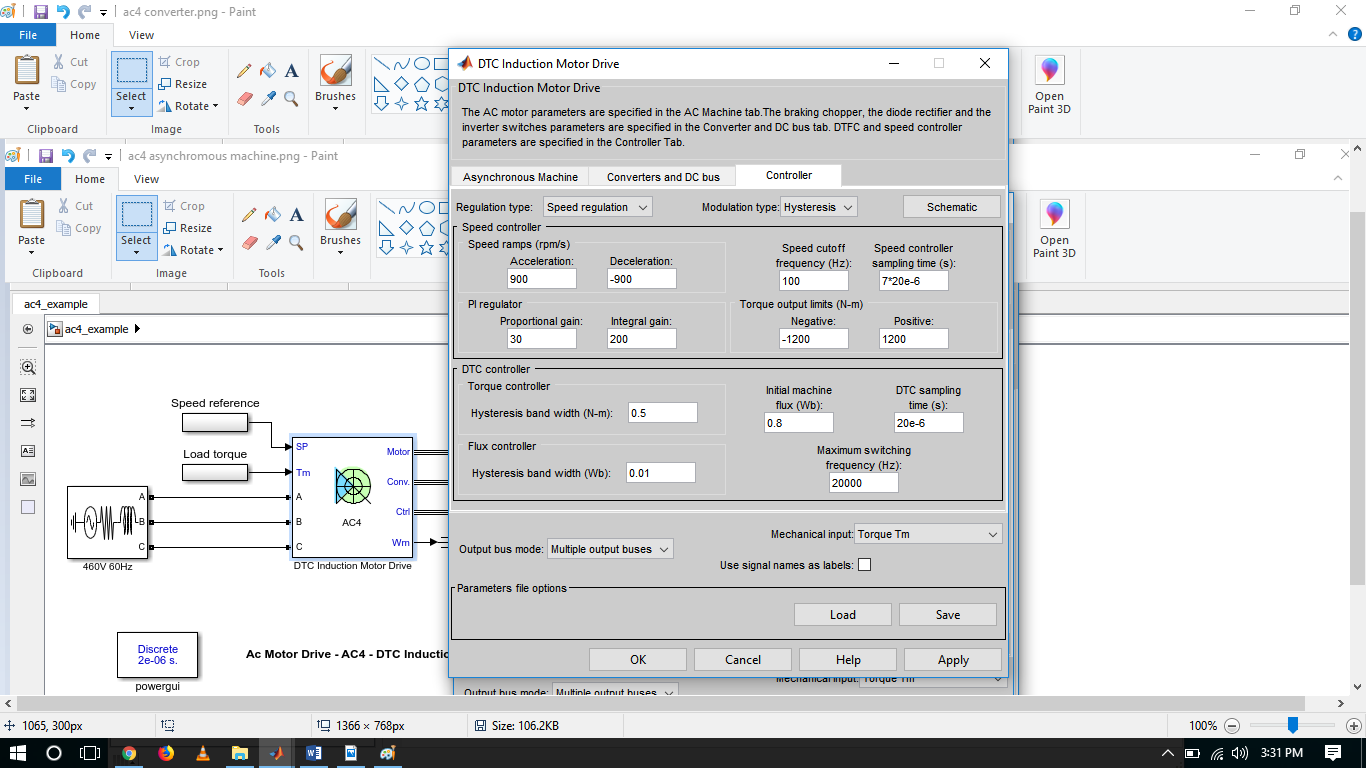 ac4 converter.png - Paint
File Home View
Paste
Cut
Copy
Clipboard
Select
Crop
Resize
Rotate
Image
A
Tools
Brushes
Open
Paint 3D
ac4 asynchromous machine.png - Paint
File Home View
Paste
Cut
Copy
Clipboard
Select
Crop
Resize
Rotate
Image
A
Tools
Brushes
Open
Paint 3D
ac4_example
ac4_example
Speed reference
Load torque
SP
Tm
A
B
C
Motor
Conv.
Ctrl
Wm
AC4
DTC Induction Motor Drive
A
B
C
460V 60Hz
Discrete
2e-06 s.
powergui
Ac Motor Drive - AC4 - DTC Inductio
DTC Induction Motor Drive
DTC Induction Motor Drive
The AC motor parameters are specified in the AC Machine tab.The braking chopper, the diode rectifier and the
inverter switches parameters are specified in the Converter and DC bus tab. DTFC and speed controller
parameters are specified in the Controller Tab.
Asynchronous Machine Converters and DC bus Controller
Regulation type: Speed regulation Modulation type: Hysteresis Schematic
Speed controller
Speed ramps (rpm/s)
Acceleration: Deceleration:
900 -900
Speed cutoff
frequency (Hz):
100
Speed controller
sampling time (s):
7*20e-6
PI regulator
Proportional gain: Integral gain:
30 200
Torque output limits (N-m)
Negative: Positive:
-1200 1200
DTC controller
Torque controller
Hysteresis band width (N-m): 0.5
Initial machine
flux (Wb):
0.8
DTC sampling
time (s):
20e-6
Flux controller
Hysteresis band width (Wb): 0.01
Maximum switching
frequency (Hz):
20000
Output bus mode: Multiple output buses
Mechanical input: Torque Tm
Use signal names as labels:
Parameters file options
Load Save
OK Cancel Help Apply
Output bus mode: Multiple output buses
Mechanical input: Torque Tm
1065, 300px
1366 × 768px
Size: 106.2KB
100%
3:31 PM